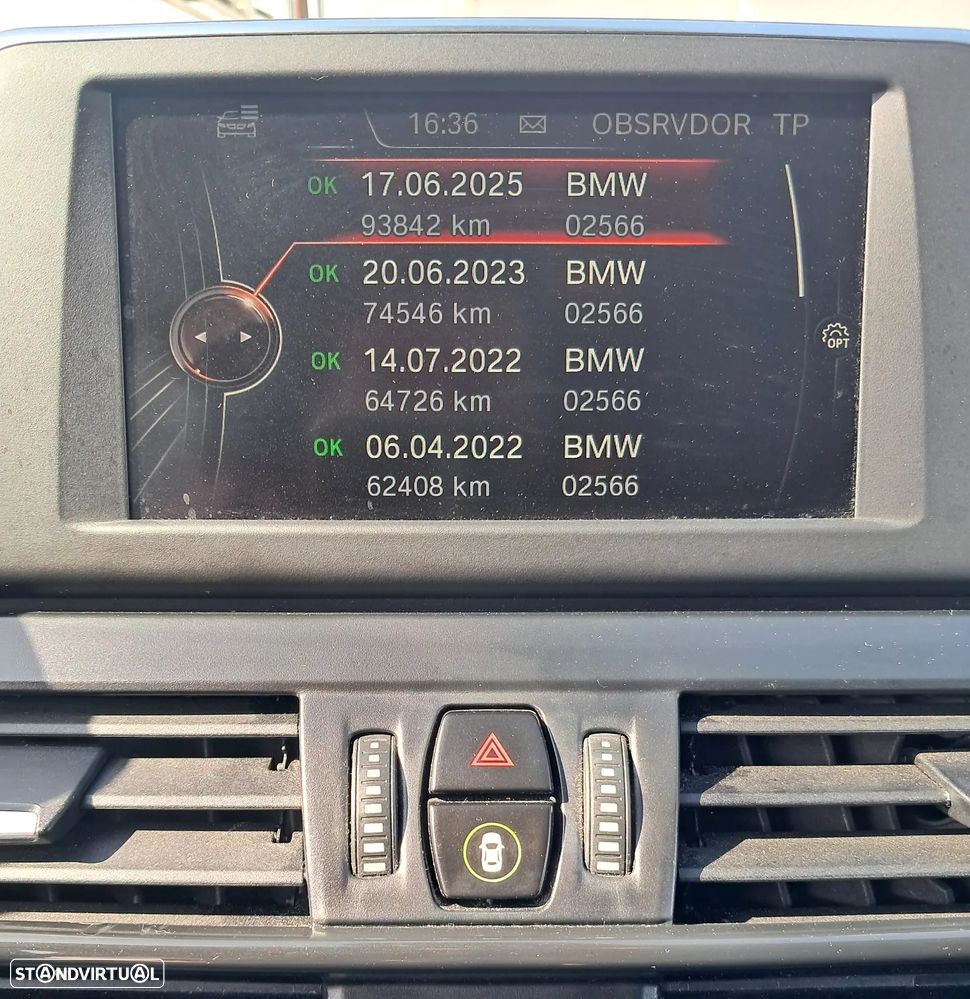 16:36 OBSRVDOR TP
OK 17.06.2025 BMW
93842 km 02566
OK 20.06.2023 BMW
74546 km 02566
OPT
OK 14.07.2022 BMW
64726 km 02566
OK 06.04.2022 BMW
62408 km 02566
STANDVIRTUAL